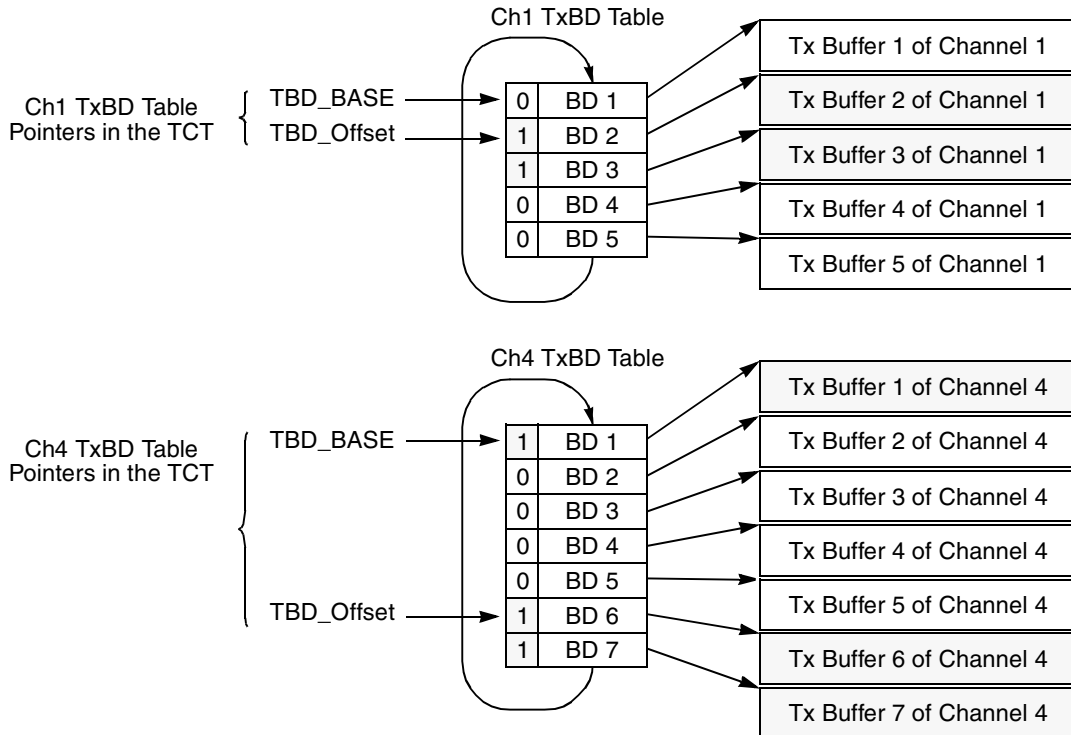 Ch1 TxBD Table
Ch1 TxBD Table
Pointers in the TCT
TBD_BASE
TBD_Offset
0 BD 1
1 BD 2
1 BD 3
0 BD 4
0 BD 5
Tx Buffer 1 of Channel 1
Tx Buffer 2 of Channel 1
Tx Buffer 3 of Channel 1
Tx Buffer 4 of Channel 1
Tx Buffer 5 of Channel 1
Ch4 TxBD Table
Ch4 TxBD Table
Pointers in the TCT
TBD_BASE
TBD_Offset
1 BD 1
0 BD 2
0 BD 3
0 BD 4
0 BD 5
1 BD 6
1 BD 7
Tx Buffer 1 of Channel 4
Tx Buffer 2 of Channel 4
Tx Buffer 3 of Channel 4
Tx Buffer 4 of Channel 4
Tx Buffer 5 of Channel 4
Tx Buffer 6 of Channel 4
Tx Buffer 7 of Channel 4